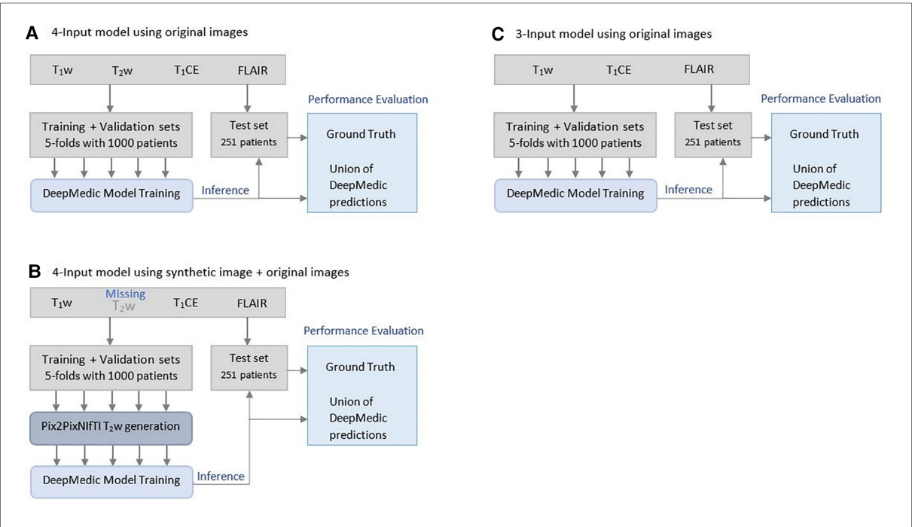 A 4-Input model using original images
T₁w T₂w T₁CE FLAIR
Training + Validation sets
5-folds with 1000 patients
Test set
251 patients
Performance Evaluation
Ground Truth
Union of
DeepMedic
predictions
DeepMedic Model Training
Inference
C 3-Input model using original images
T₁w T₁CE FLAIR
Training + Validation sets
5-folds with 1000 patients
Test set
251 patients
Performance Evaluation
Ground Truth
Union of
DeepMedic
predictions
DeepMedic Model Training
Inference
B 4-Input model using synthetic image + original images
Missing
T₁w T₂w T₁CE FLAIR
Training + Validation sets
5-folds with 1000 patients
Test set
251 patients
Performance Evaluation
Ground Truth
Union of
DeepMedic
predictions
Pix2PixNIfTI T₂w generation
DeepMedic Model Training
Inference